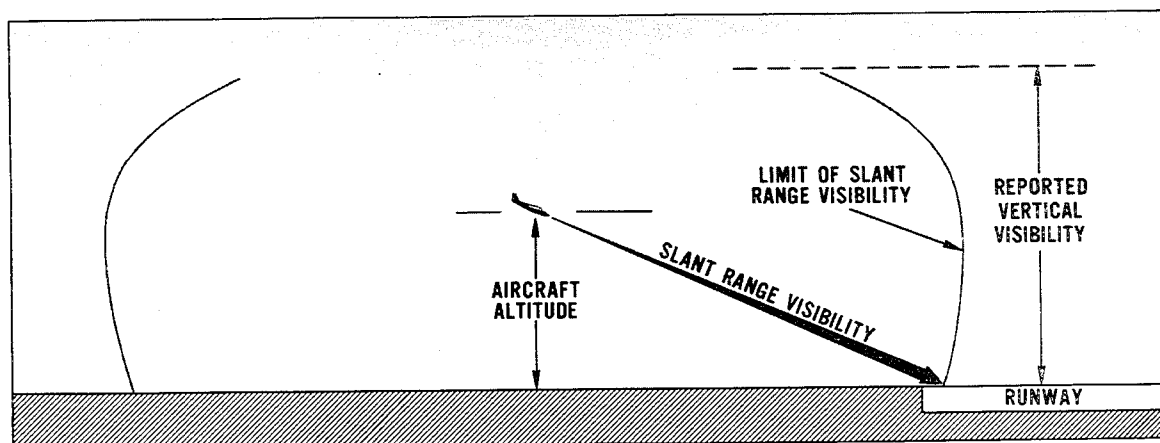 LIMIT OF SLANT
RANGE VISIBILITY
REPORTED
VERTICAL
VISIBILITY
AIRCRAFT
ALTITUDE
SLANT RANGE VISIBILITY
RUNWAY